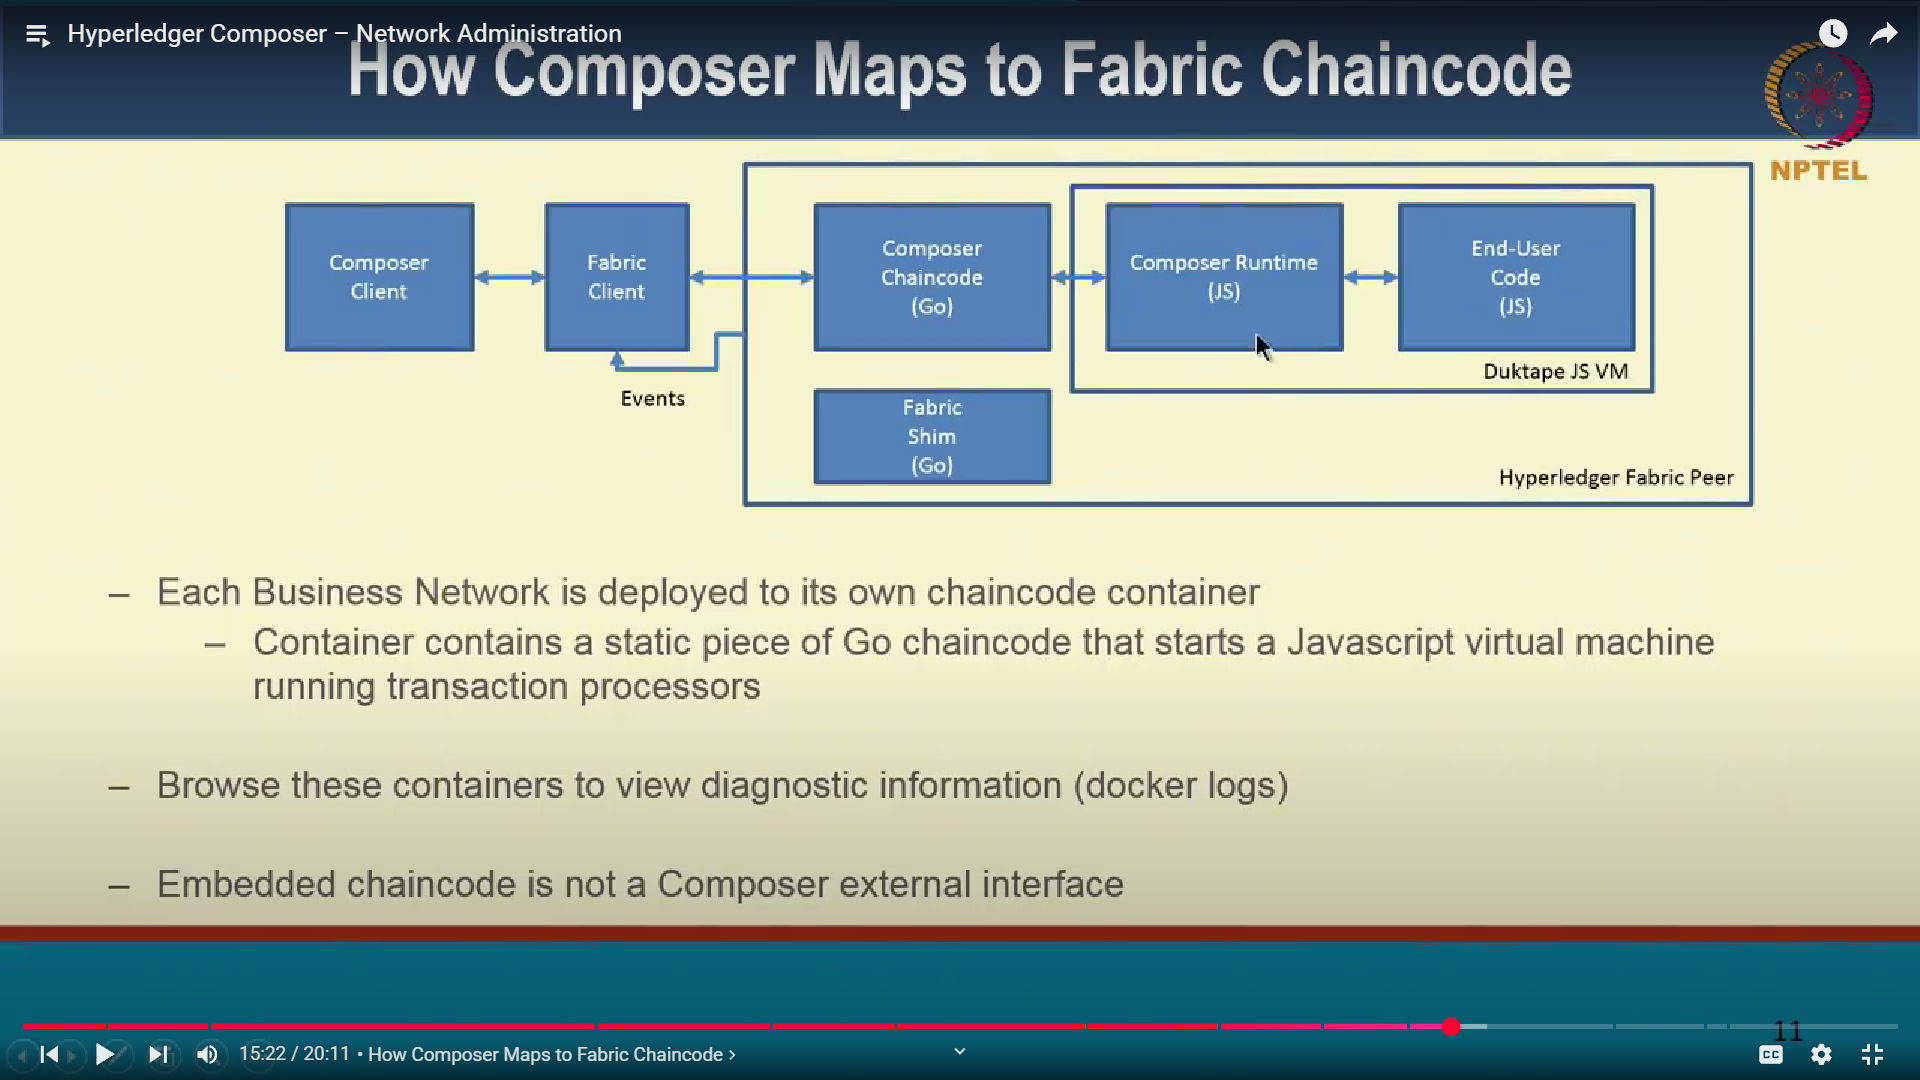 Hyperledger Composer – Network Administration
How Composer Maps to Fabric Chaincode
NPTEL
Composer
Client
Fabric
Client
Composer
Chaincode
(Go)
Composer Runtime
(JS)
End-User
Code
(JS)
Duktape JS VM
Events
Fabric
Shim
(Go)
Hyperledger Fabric Peer
– Each Business Network is deployed to its own chaincode container
– Container contains a static piece of Go chaincode that starts a Javascript virtual machine
running transaction processors
– Browse these containers to view diagnostic information (docker logs)
– Embedded chaincode is not a Composer external interface
11
15:22 / 20:11 • How Composer Maps to Fabric Chaincode ›
CC